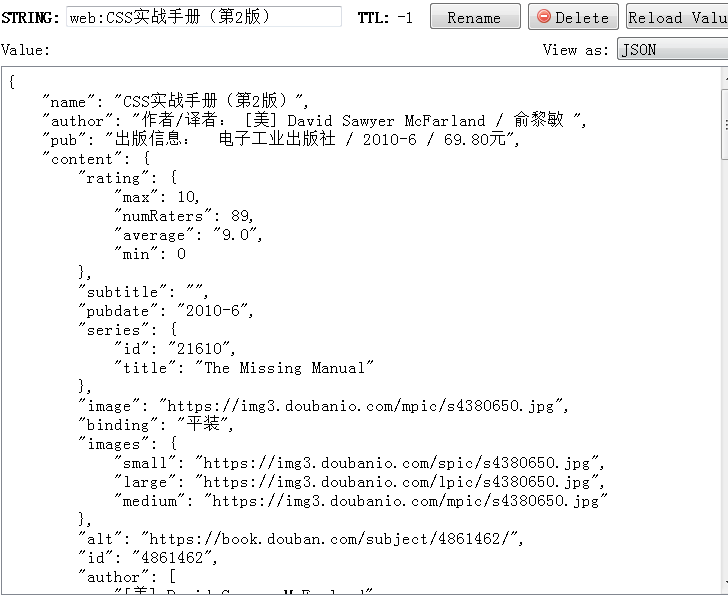 STRING: web:CSS实战手册（第2版） TTL: -1 Rename Delete Reload Valu
Value: View as: JSON
{
"name": "CSS实战手册（第2版）",
"author": "作者/译者： [美] David Sawyer McFarland / 俞黎敏 ",
"pub": "出版信息：  电子工业出版社 / 2010-6 / 69.80元",
"content": {
"rating": {
"max": 10,
"numRaters": 89,
"average": "9.0",
"min": 0
},
"subtitle": "",
"pubdate": "2010-6",
"series": {
"id": "21610",
"title": "The Missing Manual"
},
"image": "https://img3.doubanio.com/mpic/s4380650.jpg",
"binding": "平装",
"images": {
"small": "https://img3.doubanio.com/spic/s4380650.jpg",
"large": "https://img3.doubanio.com/lpic/s4380650.jpg",
"medium": "https://img3.doubanio.com/mpic/s4380650.jpg"
},
"alt": "https://book.douban.com/subject/4861462/",
"id": "4861462",
"author": [
"[美] David Sawyer McFarland"